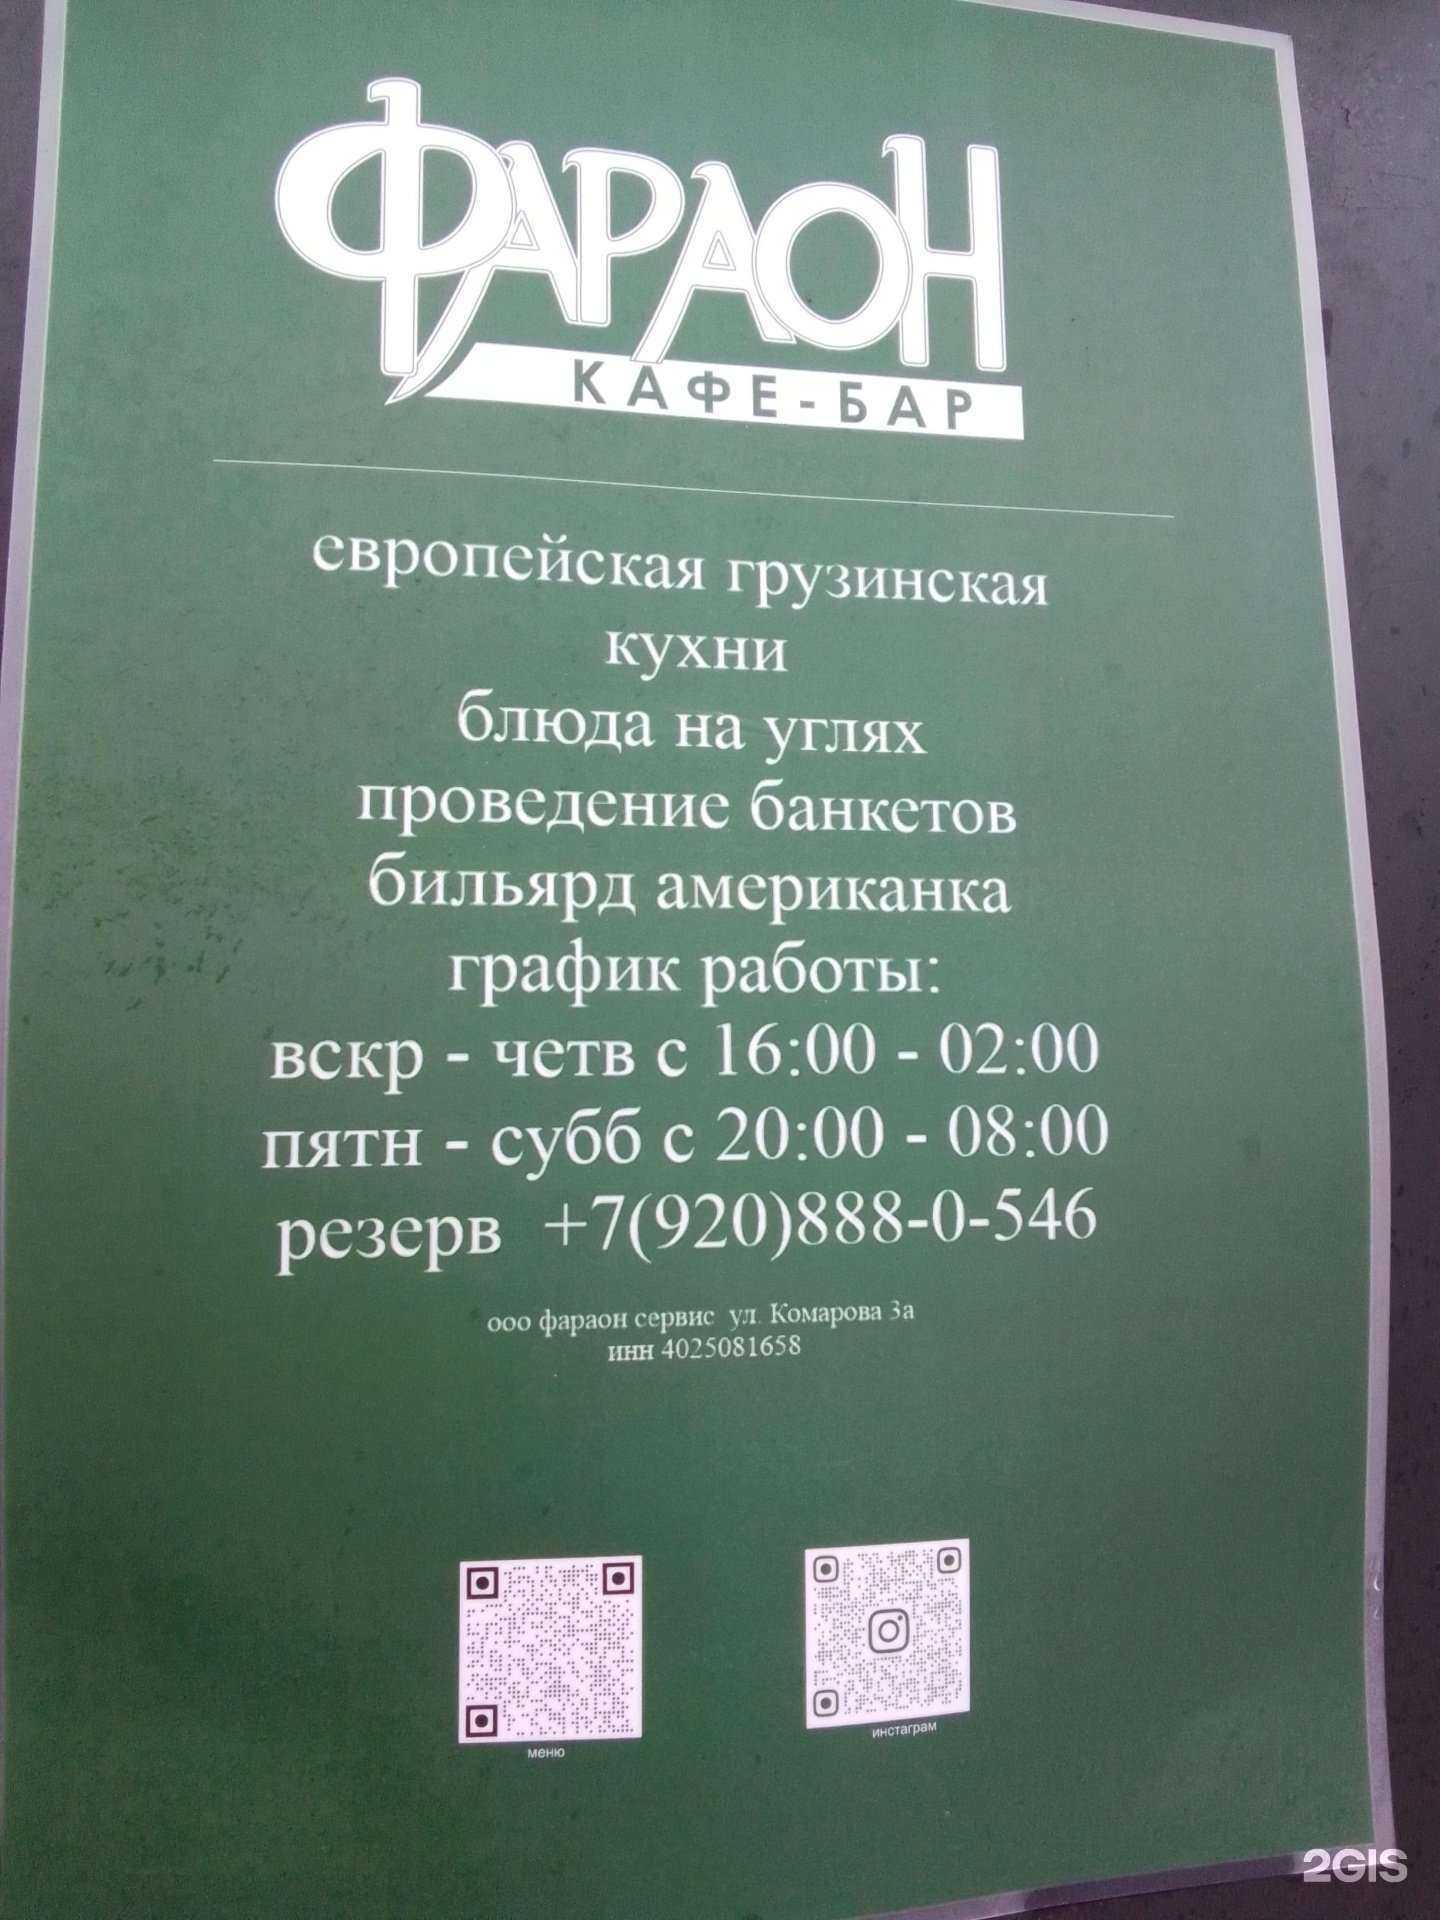 ФАРАОН
КАФЕ-БАР
европейская грузинская
кухни
блюда на углях
проведение банкетов
бильярд американка
график работы:
вскр - четв с 16:00 - 02:00
пятн - субб с 20:00 - 08:00
резерв +7(920)888-0-546
ооо фараон сервис ул. Комарова 3а
инн 4025081658
меню
инстаграм
2GIS